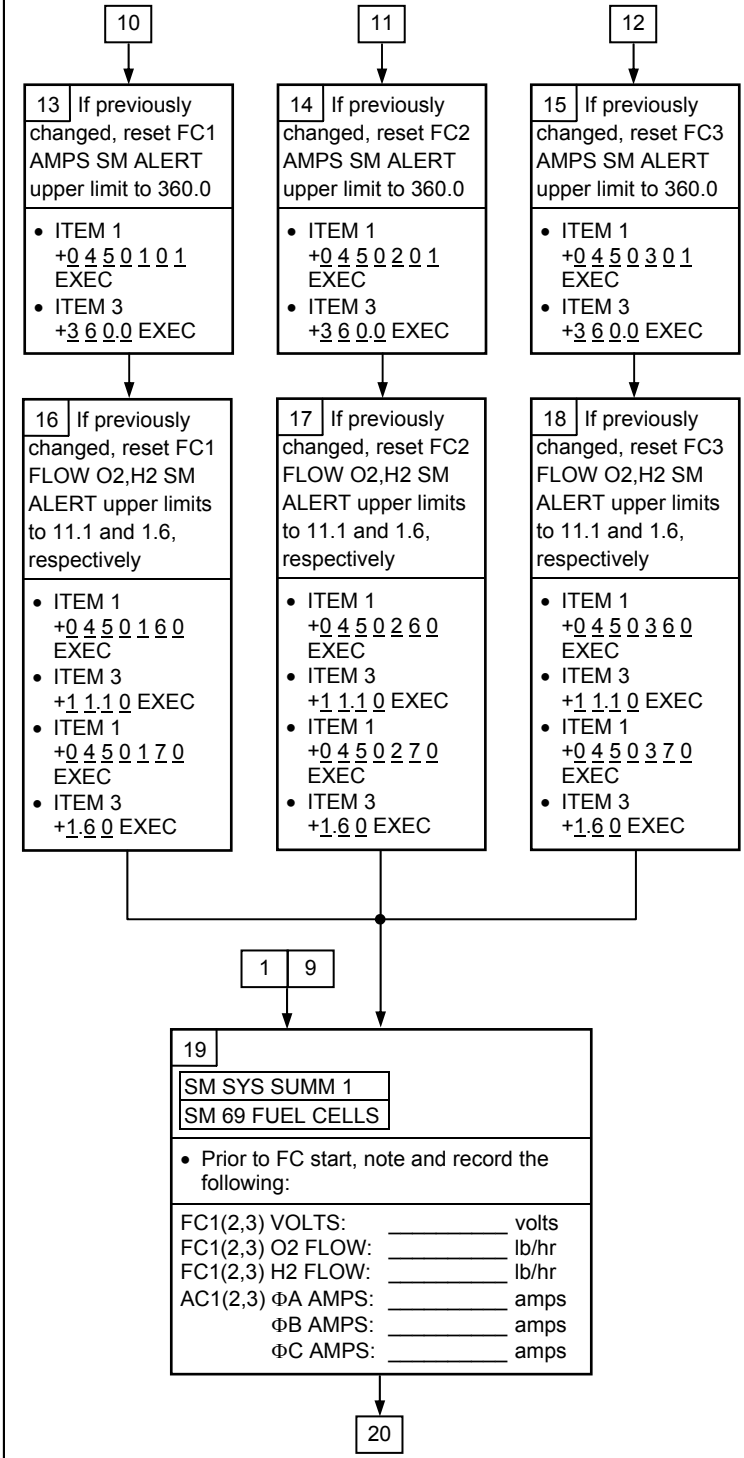 10
11
12
13 If previously
changed, reset FC1
AMPS SM ALERT
upper limit to 360.0
• ITEM 1
+0 4 5 0 1 0 1
EXEC
• ITEM 3
+3 6 0.0 EXEC
14 If previously
changed, reset FC2
AMPS SM ALERT
upper limit to 360.0
• ITEM 1
+0 4 5 0 2 0 1
EXEC
• ITEM 3
+3 6 0.0 EXEC
15 If previously
changed, reset FC3
AMPS SM ALERT
upper limit to 360.0
• ITEM 1
+0 4 5 0 3 0 1
EXEC
• ITEM 3
+3 6 0.0 EXEC
16 If previously
changed, reset FC1
FLOW O2,H2 SM
ALERT upper limits
to 11.1 and 1.6,
respectively
• ITEM 1
+0 4 5 0 1 6 0
EXEC
• ITEM 3
+1 1.1 0 EXEC
• ITEM 1
+0 4 5 0 1 7 0
EXEC
• ITEM 3
+1.6 0 EXEC
17 If previously
changed, reset FC2
FLOW O2,H2 SM
ALERT upper limits
to 11.1 and 1.6,
respectively
• ITEM 1
+0 4 5 0 2 6 0
EXEC
• ITEM 3
+1 1.1 0 EXEC
• ITEM 1
+0 4 5 0 2 7 0
EXEC
• ITEM 3
+1.6 0 EXEC
18 If previously
changed, reset FC3
FLOW O2,H2 SM
ALERT upper limits
to 11.1 and 1.6,
respectively
• ITEM 1
+0 4 5 0 3 6 0
EXEC
• ITEM 3
+1 1.1 0 EXEC
• ITEM 1
+0 4 5 0 3 7 0
EXEC
• ITEM 3
+1.6 0 EXEC
1 9
19
SM SYS SUMM 1
SM 69 FUEL CELLS
• Prior to FC start, note and record the
following:
FC1(2,3) VOLTS: __________ volts
FC1(2,3) O2 FLOW: __________ lb/hr
FC1(2,3) H2 FLOW: __________ lb/hr
AC1(2,3) ΦA AMPS: __________ amps
ΦB AMPS: __________ amps
ΦC AMPS: __________ amps
20